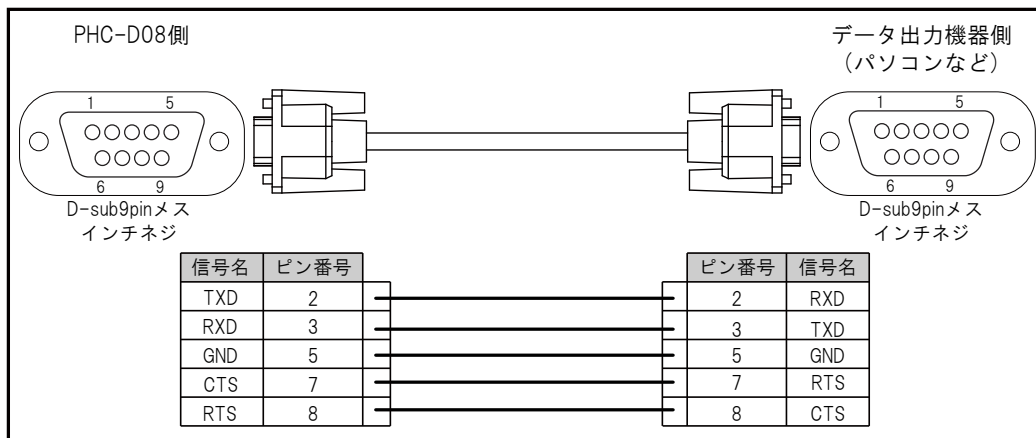 PHC-D08側
データ出力機器側
（パソコンなど）
1 5
6 9
D-sub9pinメス
インチネジ
1 5
6 9
D-sub9pinメス
インチネジ
信号名 ピン番号 ピン番号 信号名
TXD 2 2 RXD
RXD 3 3 TXD
GND 5 5 GND
CTS 7 7 RTS
RTS 8 8 CTS